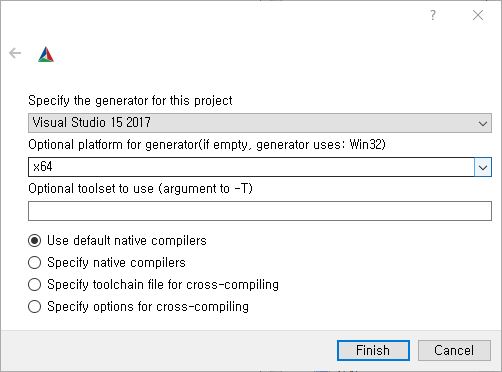 Specify the generator for this project
Visual Studio 15 2017
Optional platform for generator(if empty, generator uses: Win32)
x64
Optional toolset to use (argument to -T)
Use default native compilers
Specify native compilers
Specify toolchain file for cross-compiling
Specify options for cross-compiling
Finish
Cancel